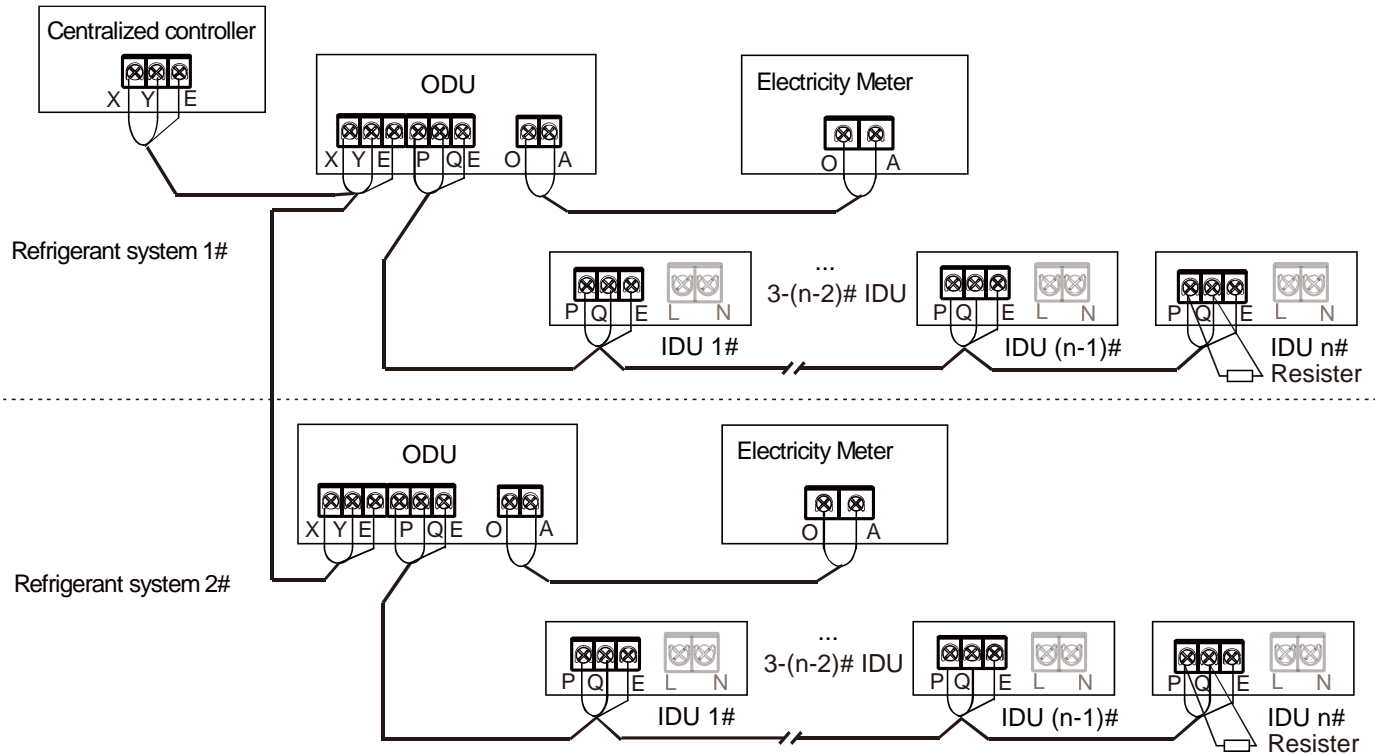 Centralized controller
X Y E
ODU
X Y E P Q E O A
Electricity Meter
O A
Refrigerant system 1#
P Q E L N
IDU 1#
...
3-(n-2)# IDU
P Q E L N
IDU (n-1)#
P Q E L N
IDU n#
Resister
ODU
X Y E P Q E O A
Electricity Meter
O A
Refrigerant system 2#
P Q E L N
IDU 1#
...
3-(n-2)# IDU
P Q E L N
IDU (n-1)#
P Q E L N
IDU n#
Resister